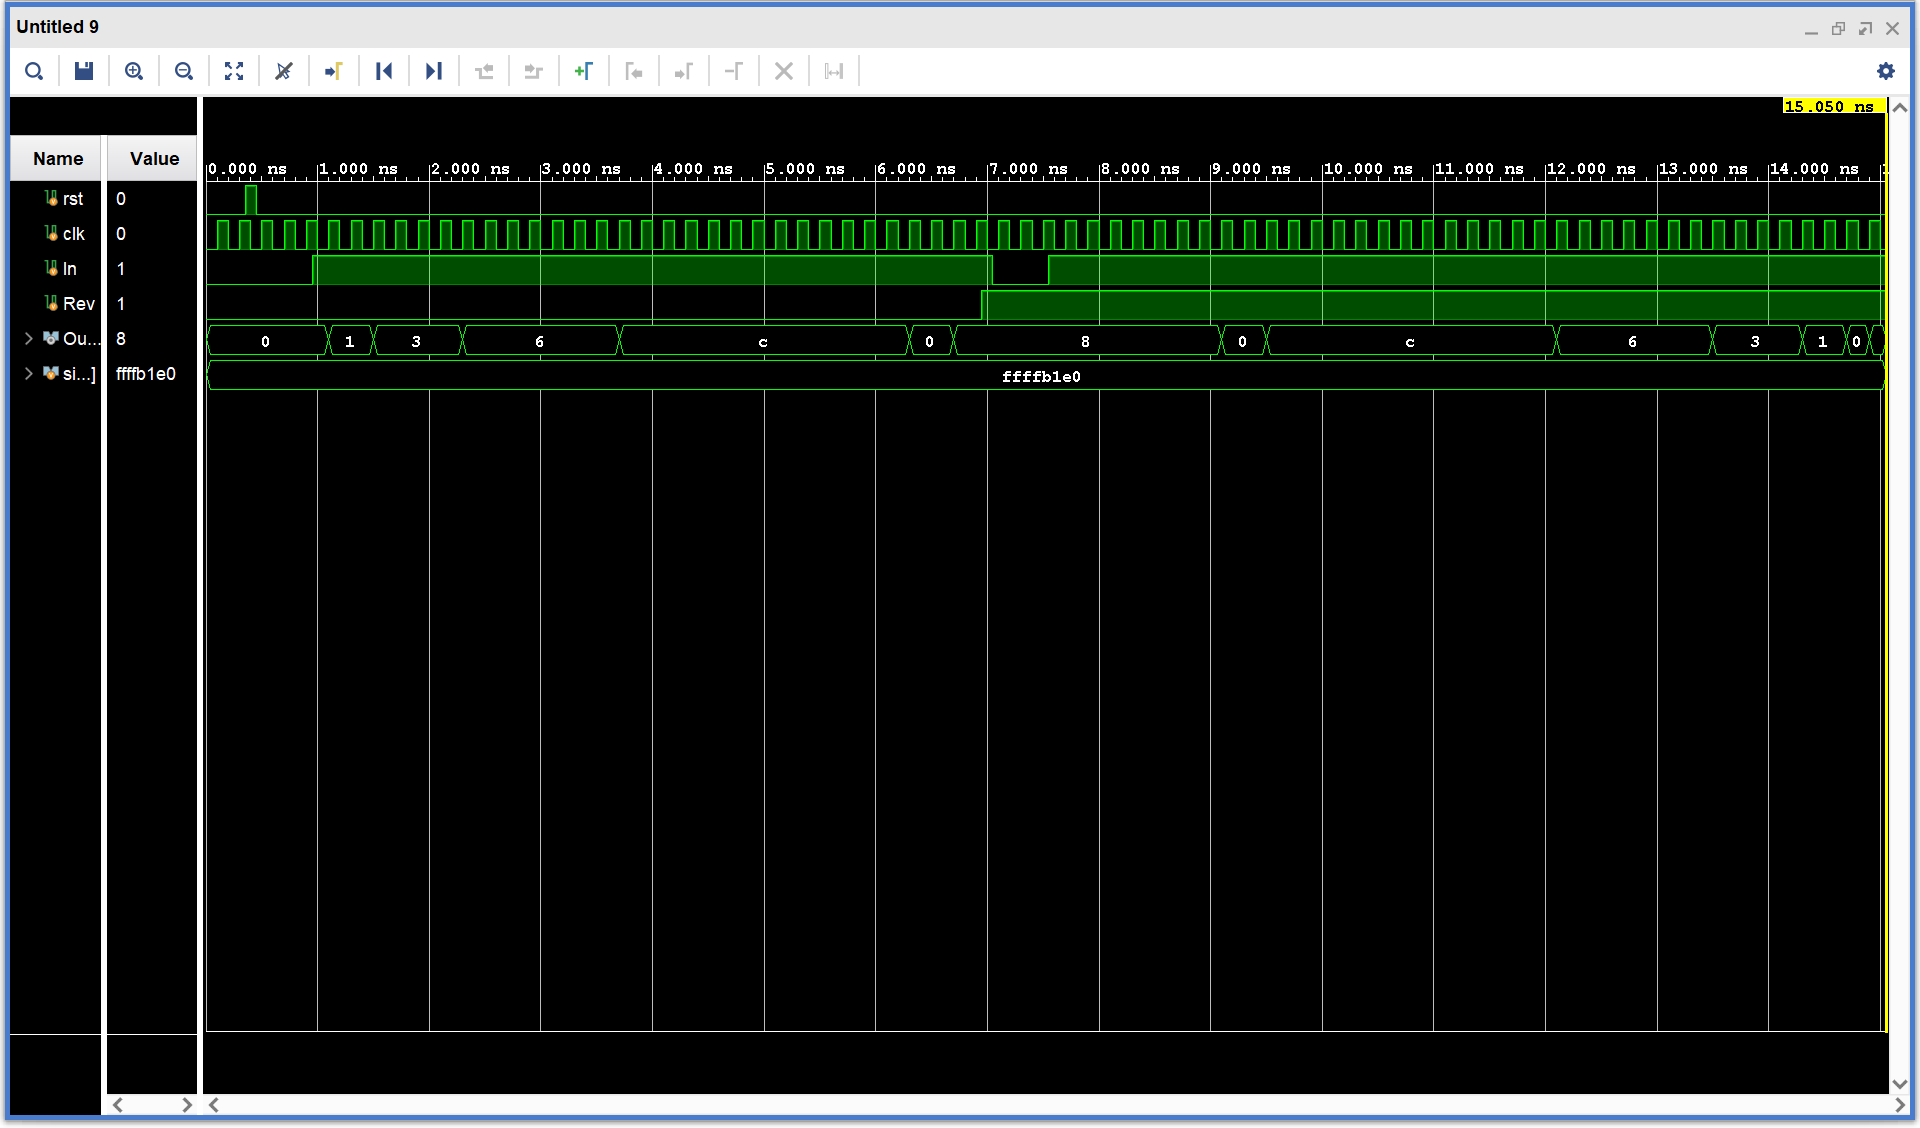 Untitled 9
15.050 ns
Name Value
0.000 ns 1.000 ns 2.000 ns 3.000 ns 4.000 ns 5.000 ns 6.000 ns 7.000 ns 8.000 ns 9.000 ns 10.000 ns 11.000 ns 12.000 ns 13.000 ns 14.000 ns
rst 0
clk 0
In 1
Rev 1
Ou... 8 0 1 3 6 c 0 8 0 c 6 3 1 0
si...] ffffb1e0 ffffb1e0